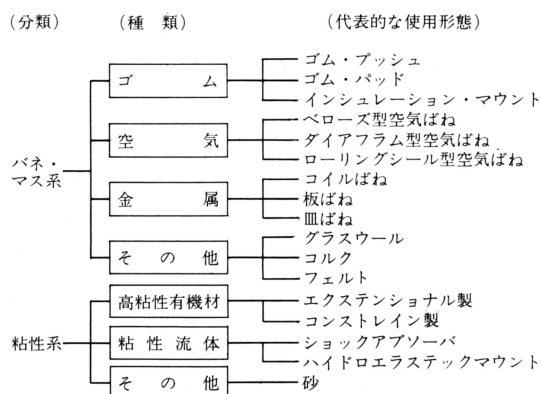 (分類) (種 類) (代表的な使用形態)
ゴム・プッシュ
ゴ ム ゴム・パッド
インシュレーション・マウント
ベローズ型空気ばね
空 気 ダイアフラム型空気ばね
ローリングシール型空気ばね
バネ・
マス系
コイルばね
金 属 板ばね
皿ばね
グラスウール
そ の 他 コルク
フェルト
高粘性有機材 エクステンショナル製
コンストレイン製
粘性系 粘 性 流 体 ショックアブソーバ
ハイドロエラステックマウント
そ の 他 砂